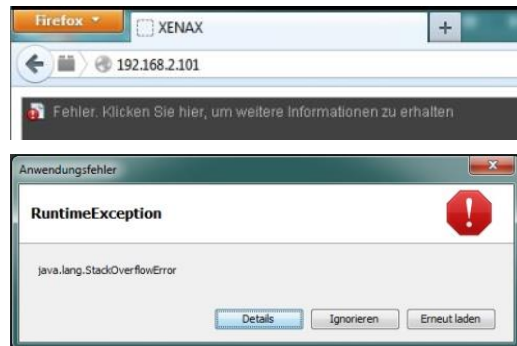 Firefox
XENAX
192.168.2.101
Fehler. Klicken Sie hier, um weitere Informationen zu erhalten
Anwendungsfehler
RuntimeException
java.lang.StackOverflowError
Details Ignorieren Erneut laden